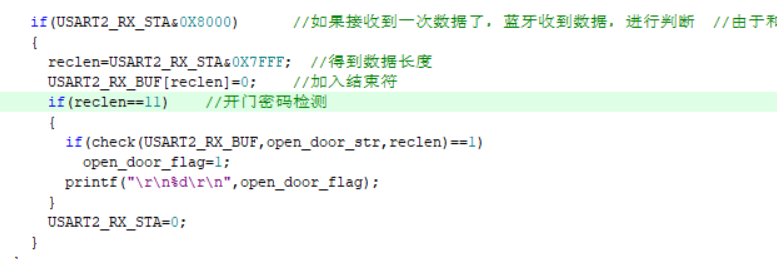 if(USART2_RX_STA&0X8000) //如果接收到一次数据了，蓝牙收到数据，进行判断 //由于和
{
reclen=USART2_RX_STA&0X7FFF; //得到数据长度
USART2_RX_BUF[reclen]=0; //加入结束符
if(reclen==11) //开门密码检测
{
if(check(USART2_RX_BUF,open_door_str,reclen)==1)
open_door_flag=1;
printf("\r\n%d\r\n",open_door_flag);
}
USART2_RX_STA=0;
}